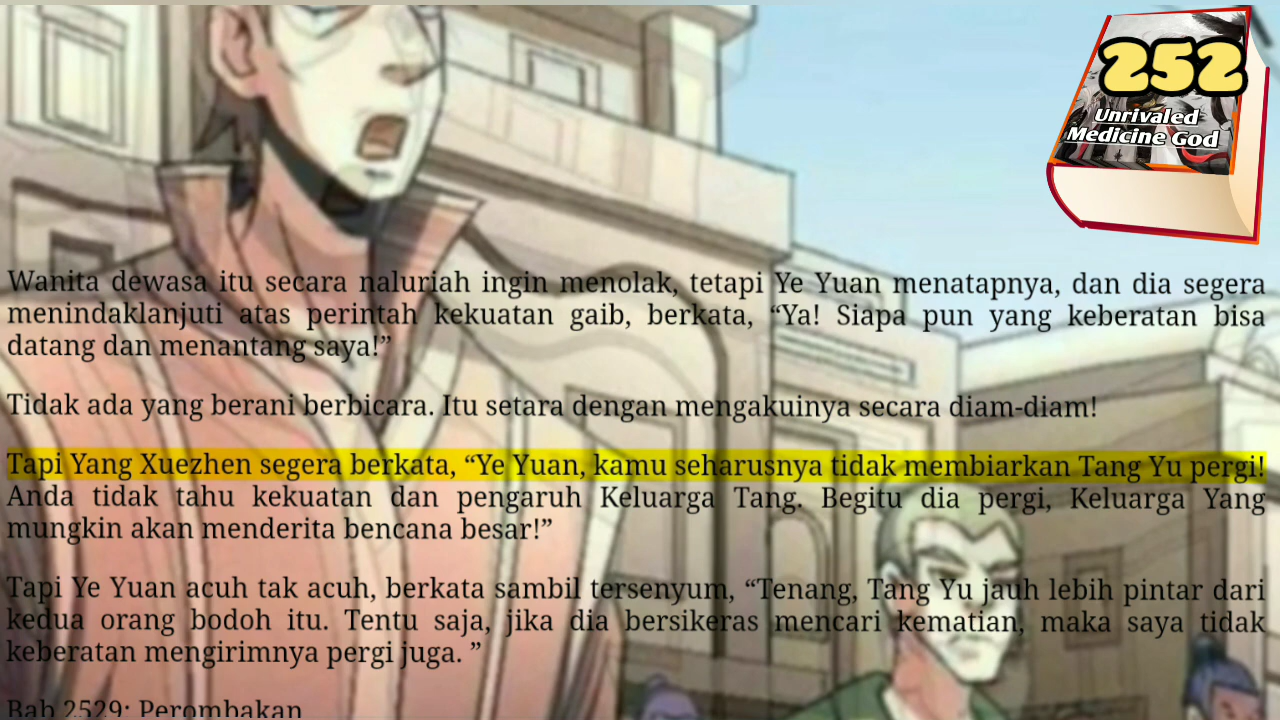 252
Unrivaled
Medicine God
Wanita dewasa itu secara naluriah ingin menolak, tetapi Ye Yuan menatapnya, dan dia segera
menindaklanjuti atas perintah kekuatan gaib, berkata, “Ya! Siapa pun yang keberatan bisa
datang dan menantang saya!”
Tidak ada yang berani berbicara. Itu setara dengan mengakuinya secara diam-diam!
Tapi Yang Xuezhen segera berkata, “Ye Yuan, kamu seharusnya tidak membiarkan Tang Yu pergi!
Anda tidak tahu kekuatan dan pengaruh Keluarga Tang. Begitu dia pergi, Keluarga Yang
mungkin akan menderita bencana besar!”
Tapi Ye Yuan acuh tak acuh, berkata sambil tersenyum, “Tenang, Tang Yu jauh lebih pintar dari
kedua orang bodoh itu. Tentu saja, jika dia bersikeras mencari kematian, maka saya tidak
keberatan mengirimnya pergi juga. ”
Bab 2529: Perombakan